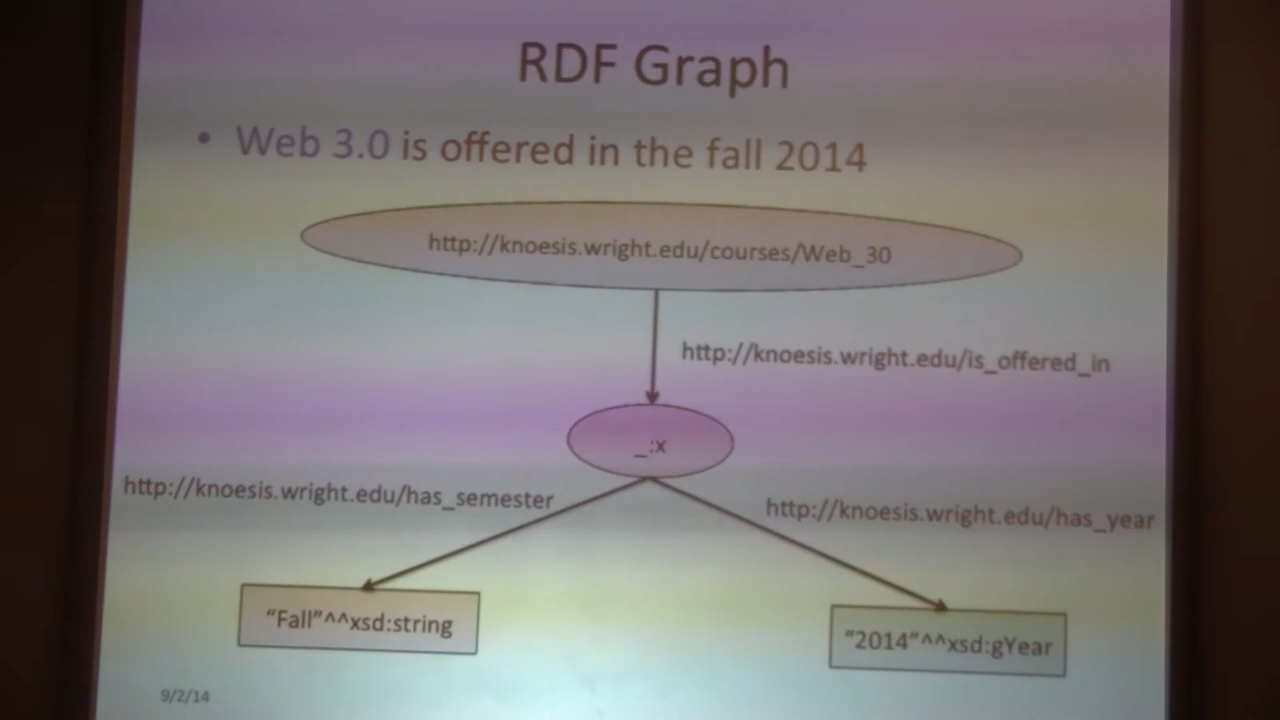 RDF Graph
• Web 3.0 is offered in the fall 2014
http://knoesis.wright.edu/courses/Web_30
http://knoesis.wright.edu/is_offered_in
_:x
http://knoesis.wright.edu/has_semester
http://knoesis.wright.edu/has_year
“Fall”^^xsd:string
“2014”^^xsd:gYear
9/2/14